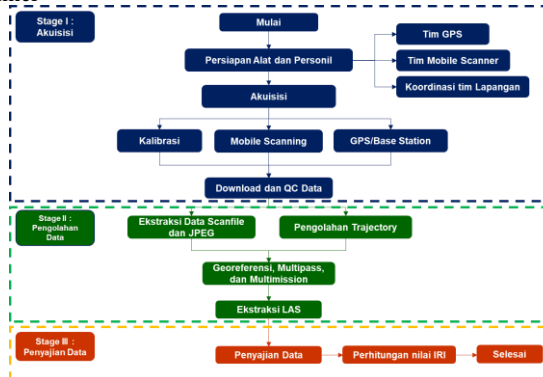 Stage I :
Akuisisi
Mulai
Persiapan Alat dan Personil
Tim GPS
Tim Mobile Scanner
Koordinasi tim Lapangan
Akuisisi
Kalibrasi
Mobile Scanning
GPS/Base Station
Download dan QC Data
Stage II :
Pengolahan
Data
Ekstraksi Data Scanfile
dan JPEG
Pengolahan Trajectory
Georeferensi, Multipass,
dan Multimission
Ekstraksi LAS
Stage III :
Penyajian Data
Penyajian Data
Perhitungan nilai IRI
Selesai